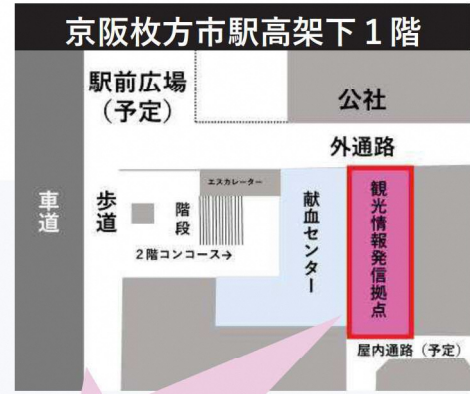 京阪枚方市駅高架下1階
駅前広場
（予定）
公社
外通路
車道
歩道
エスカレーター
階段
2階コンコース→
献血センター
観光情報発信拠点
屋内通路（予定）